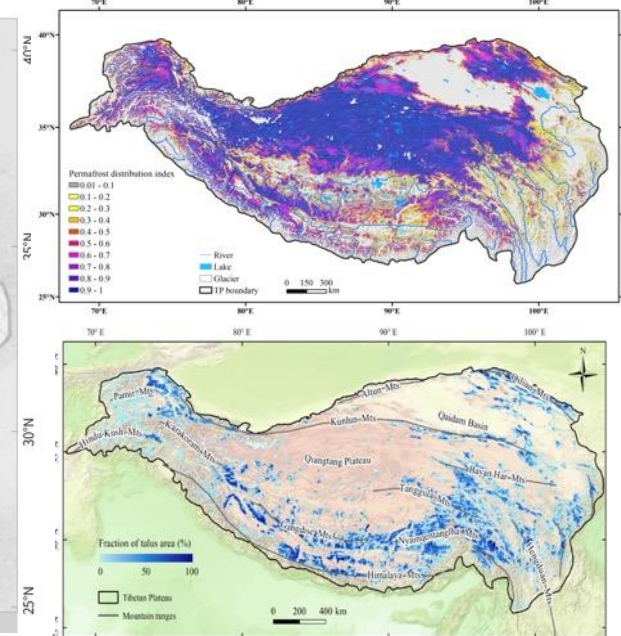 70°E 80°E 90°E 100°E
40°N 40°N
35°N
30°N 35°N
25°N
Permafrost distribution index
0.01 - 0.1
0.1 - 0.2
0.2 - 0.3
0.3 - 0.4
0.4 - 0.5
0.5 - 0.6
0.6 - 0.7
0.7 - 0.8
0.8 - 0.9
0.9 - 1
River
Lake
Glacier
TP boundary
0 150 300
km
70°E 80°E 90°E 100°E
70° E 80° E 90° E 100° E
N
Pamir Mts
Altun Mts
Qilian Mts
Kunlun Mts
Qaidam Basin
30°N
Hindu Kush Mts
Karakoram Mts
Qiangtang Plateau
Bayan Har Mts
Tanggula Mts
Gangdise Mts
Nyainqentanglha Mts
Hengduan Mts
Himalaya Mts
Fraction of talus area (%)
0 50 100
Tibetan Plateau
Mountain ranges
0 200 400 km
25°N